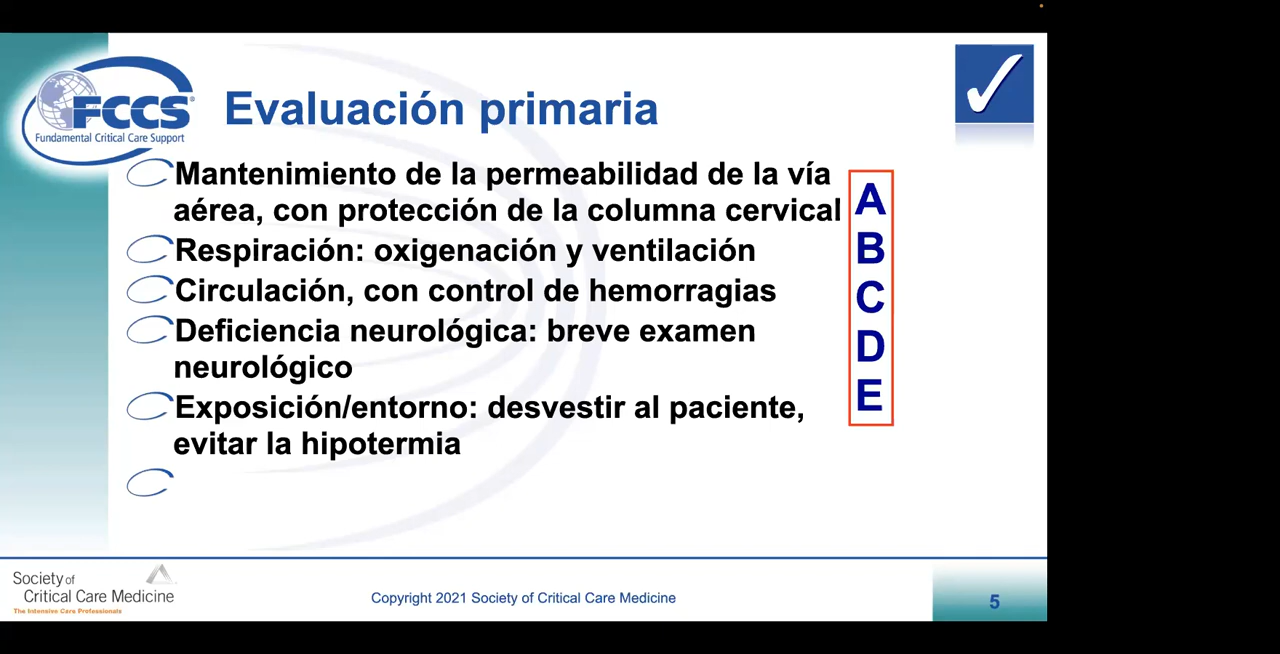 FCCS®
Fundamental Critical Care Support
Evaluación primaria
Mantenimiento de la permeabilidad de la vía
aérea, con protección de la columna cervical
Respiración: oxigenación y ventilación
Circulación, con control de hemorragias
Deficiencia neurológica: breve examen
neurológico
Exposición/entorno: desvestir al paciente,
evitar la hipotermia
A
B
C
D
E
Society of
Critical Care Medicine
The Intensive Care Professionals
Copyright 2021 Society of Critical Care Medicine
5